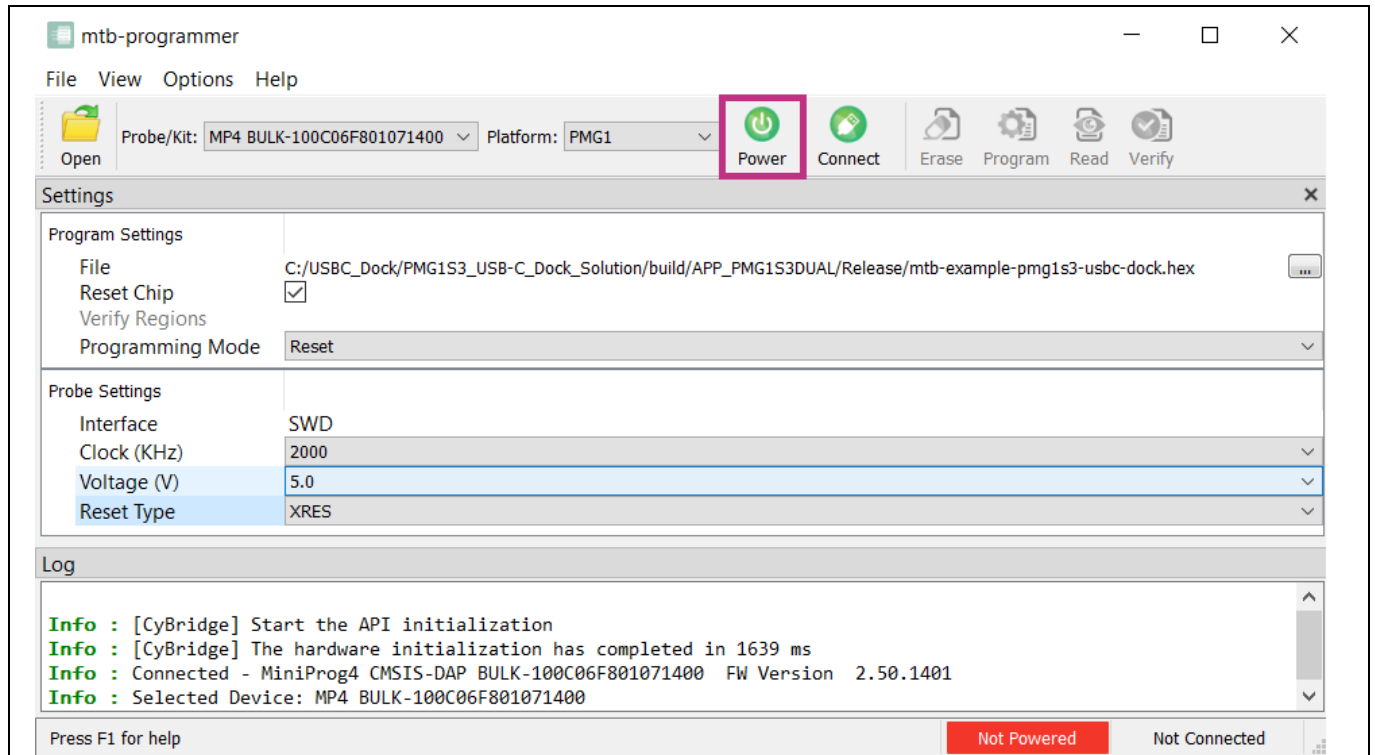 mtb-programmer
File View Options Help
Open Probe/Kit: MP4 BULK-100C06F801071400 Platform: PMG1 Power Connect Erase Program Read Verify
Settings
Program Settings
File C:/USBC_Dock/PMG1S3_USB-C_Dock_Solution/build/APP_PMG1S3DUAL/Release/mtb-example-pmg1s3-usbc-dock.hex ...
Reset Chip
Verify Regions
Programming Mode Reset
Probe Settings
Interface SWD
Clock (KHz) 2000
Voltage (V) 5.0
Reset Type XRES
Log
Info : [CyBridge] Start the API initialization
Info : [CyBridge] The hardware initialization has completed in 1639 ms
Info : Connected - MiniProg4 CMSIS-DAP BULK-100C06F801071400 FW Version 2.50.1401
Info : Selected Device: MP4 BULK-100C06F801071400
Press F1 for help Not Powered Not Connected